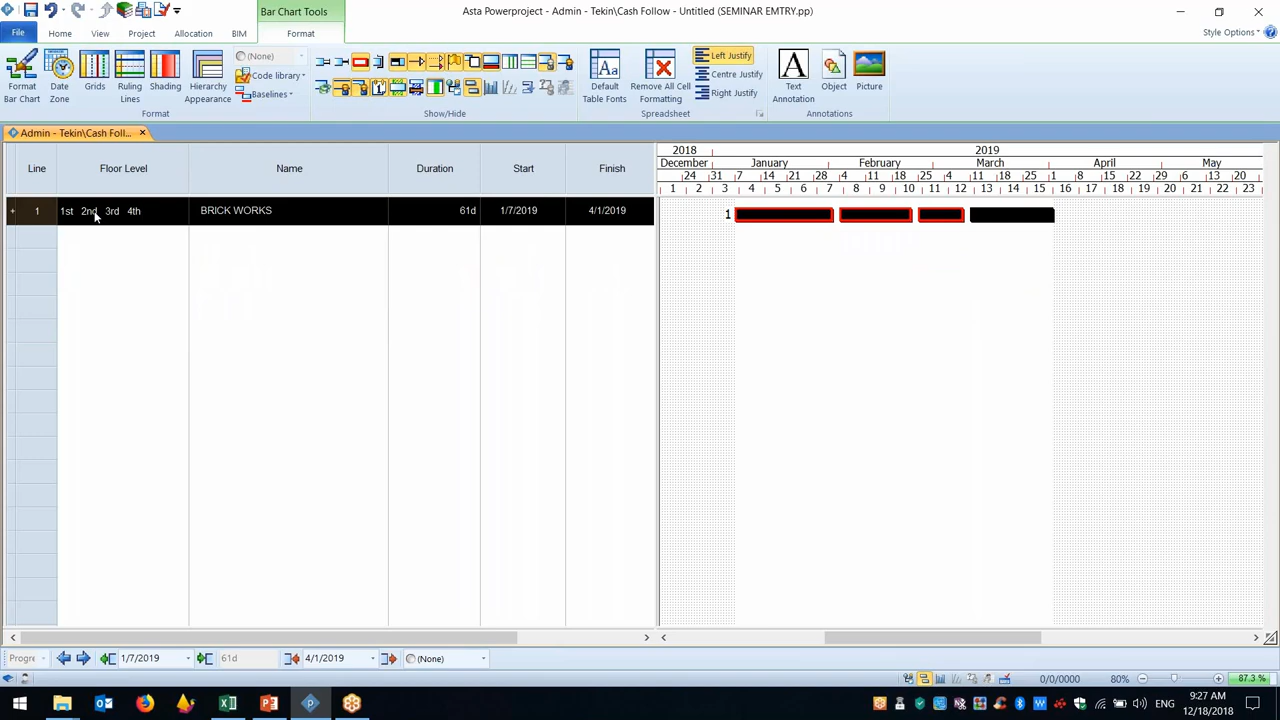 Bar Chart Tools
Asta Powerproject - Admin - Tekin\Cash Follow - Untitled (SEMINAR EMTRY.pp)
File Home View Project Allocation BIM Format Style Options
Format Bar Chart
Date Zone
Grids
Ruling Lines
Shading
Hierarchy Appearance
(None)
Code library
Baselines
Default Table Fonts
Remove All Cell Formatting
Left Justify
Centre Justify
Right Justify
Text Annotation
Object
Picture
Format Show/Hide Spreadsheet Annotations
Admin - Tekin\Cash Foll...
2018 2019
Line Floor Level Name Duration Start Finish
December January February March April May
24 31 7 14 21 28 4 11 18 25 4 11 18 25 1 8 15 22 29 6 13 20
1 2 3 4 5 6 7 8 9 10 11 12 13 14 15 16 17 18 19 20 21 22 23
1 1st 2nd 3rd 4th BRICK WORKS 61d 1/7/2019 4/1/2019 1
Progre 1/7/2019 61d 4/1/2019 (None)
0/0/0000 80% 87.3 %
ENG 9:27 AM
12/18/2018